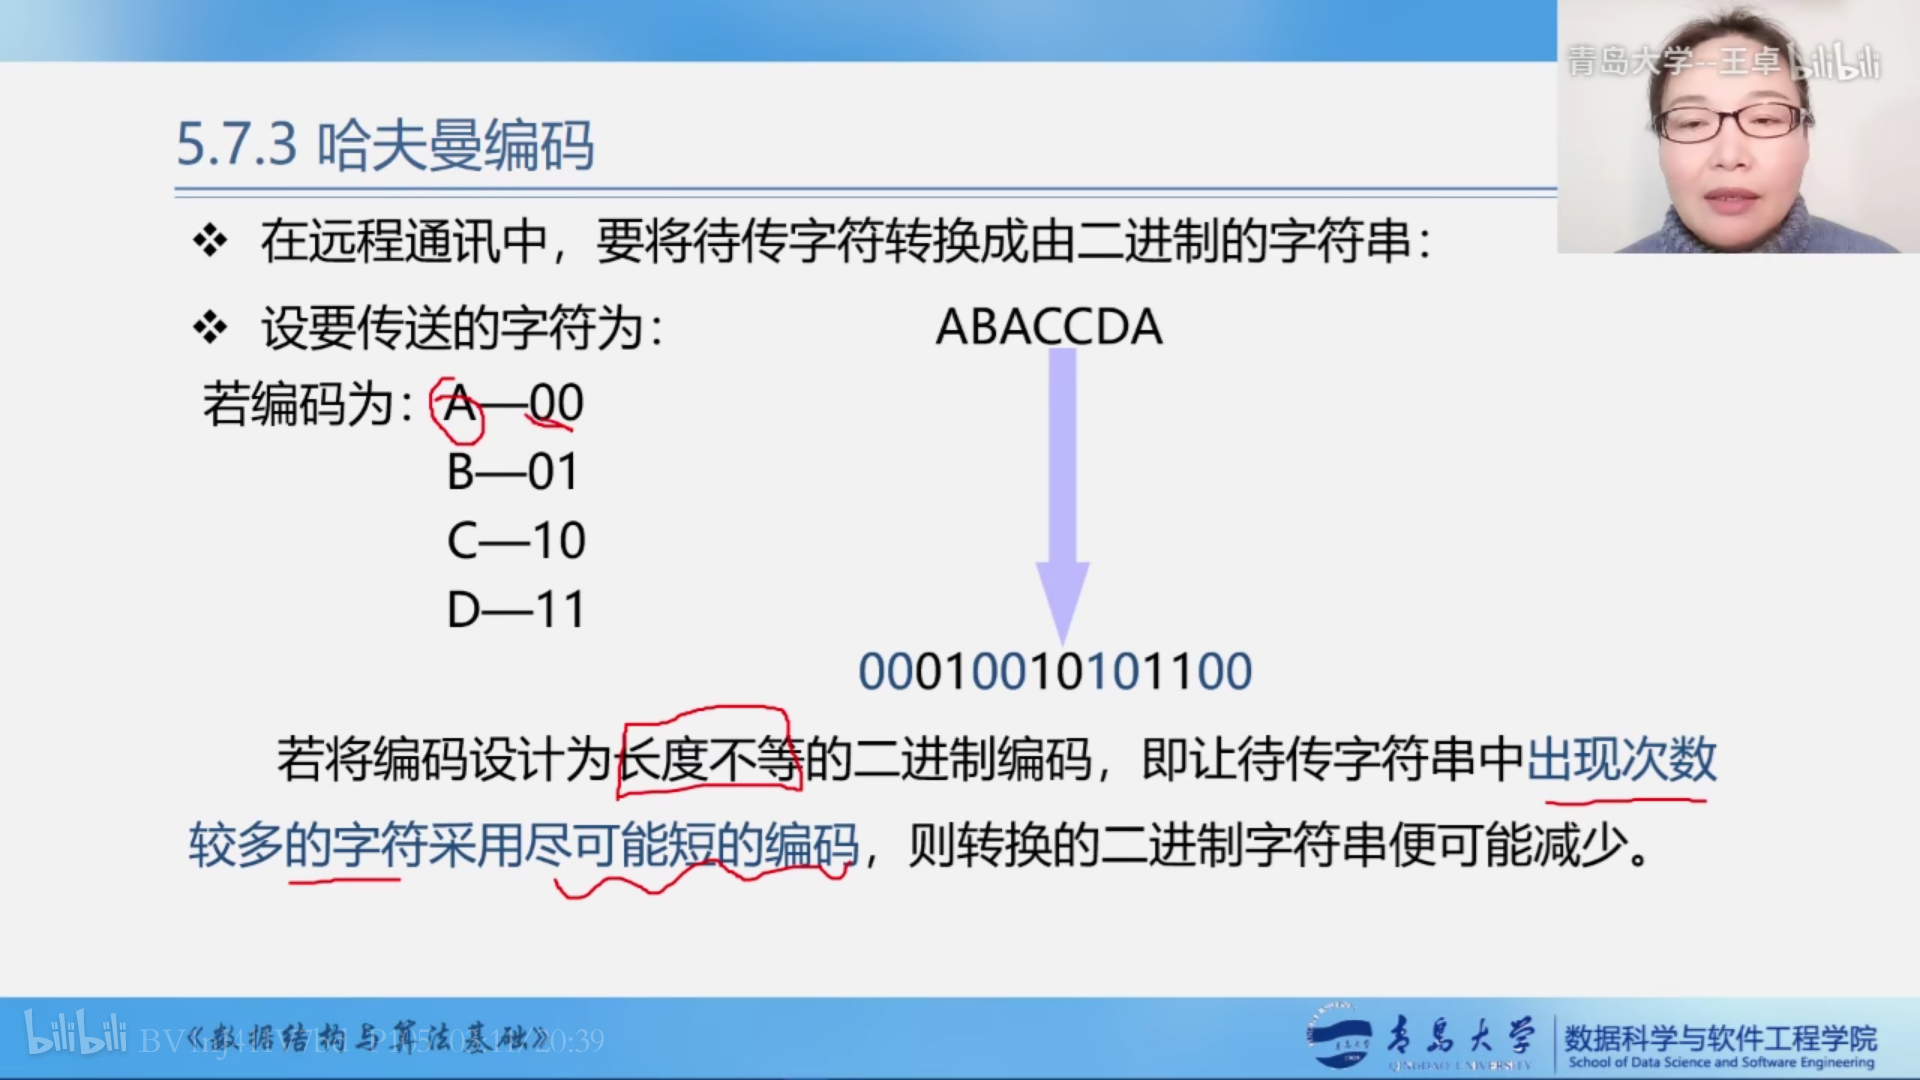 青岛大学--王卓 bilibili
5.7.3 哈夫曼编码
❖ 在远程通讯中，要将待传字符转换成由二进制的字符串：
❖ 设要传送的字符为： ABACCDA
若编码为：A—00
B—01
C—10
D—11
00010010101100
若将编码设计为长度不等的二进制编码，即让待传字符串中出现次数
较多的字符采用尽可能短的编码，则转换的二进制字符串便可能减少。
bilibili
《数据结构与算法基础》
青岛大学 数据科学与软件工程学院
QINGDAO UNIVERSITY School of Data Science and Software Engineering